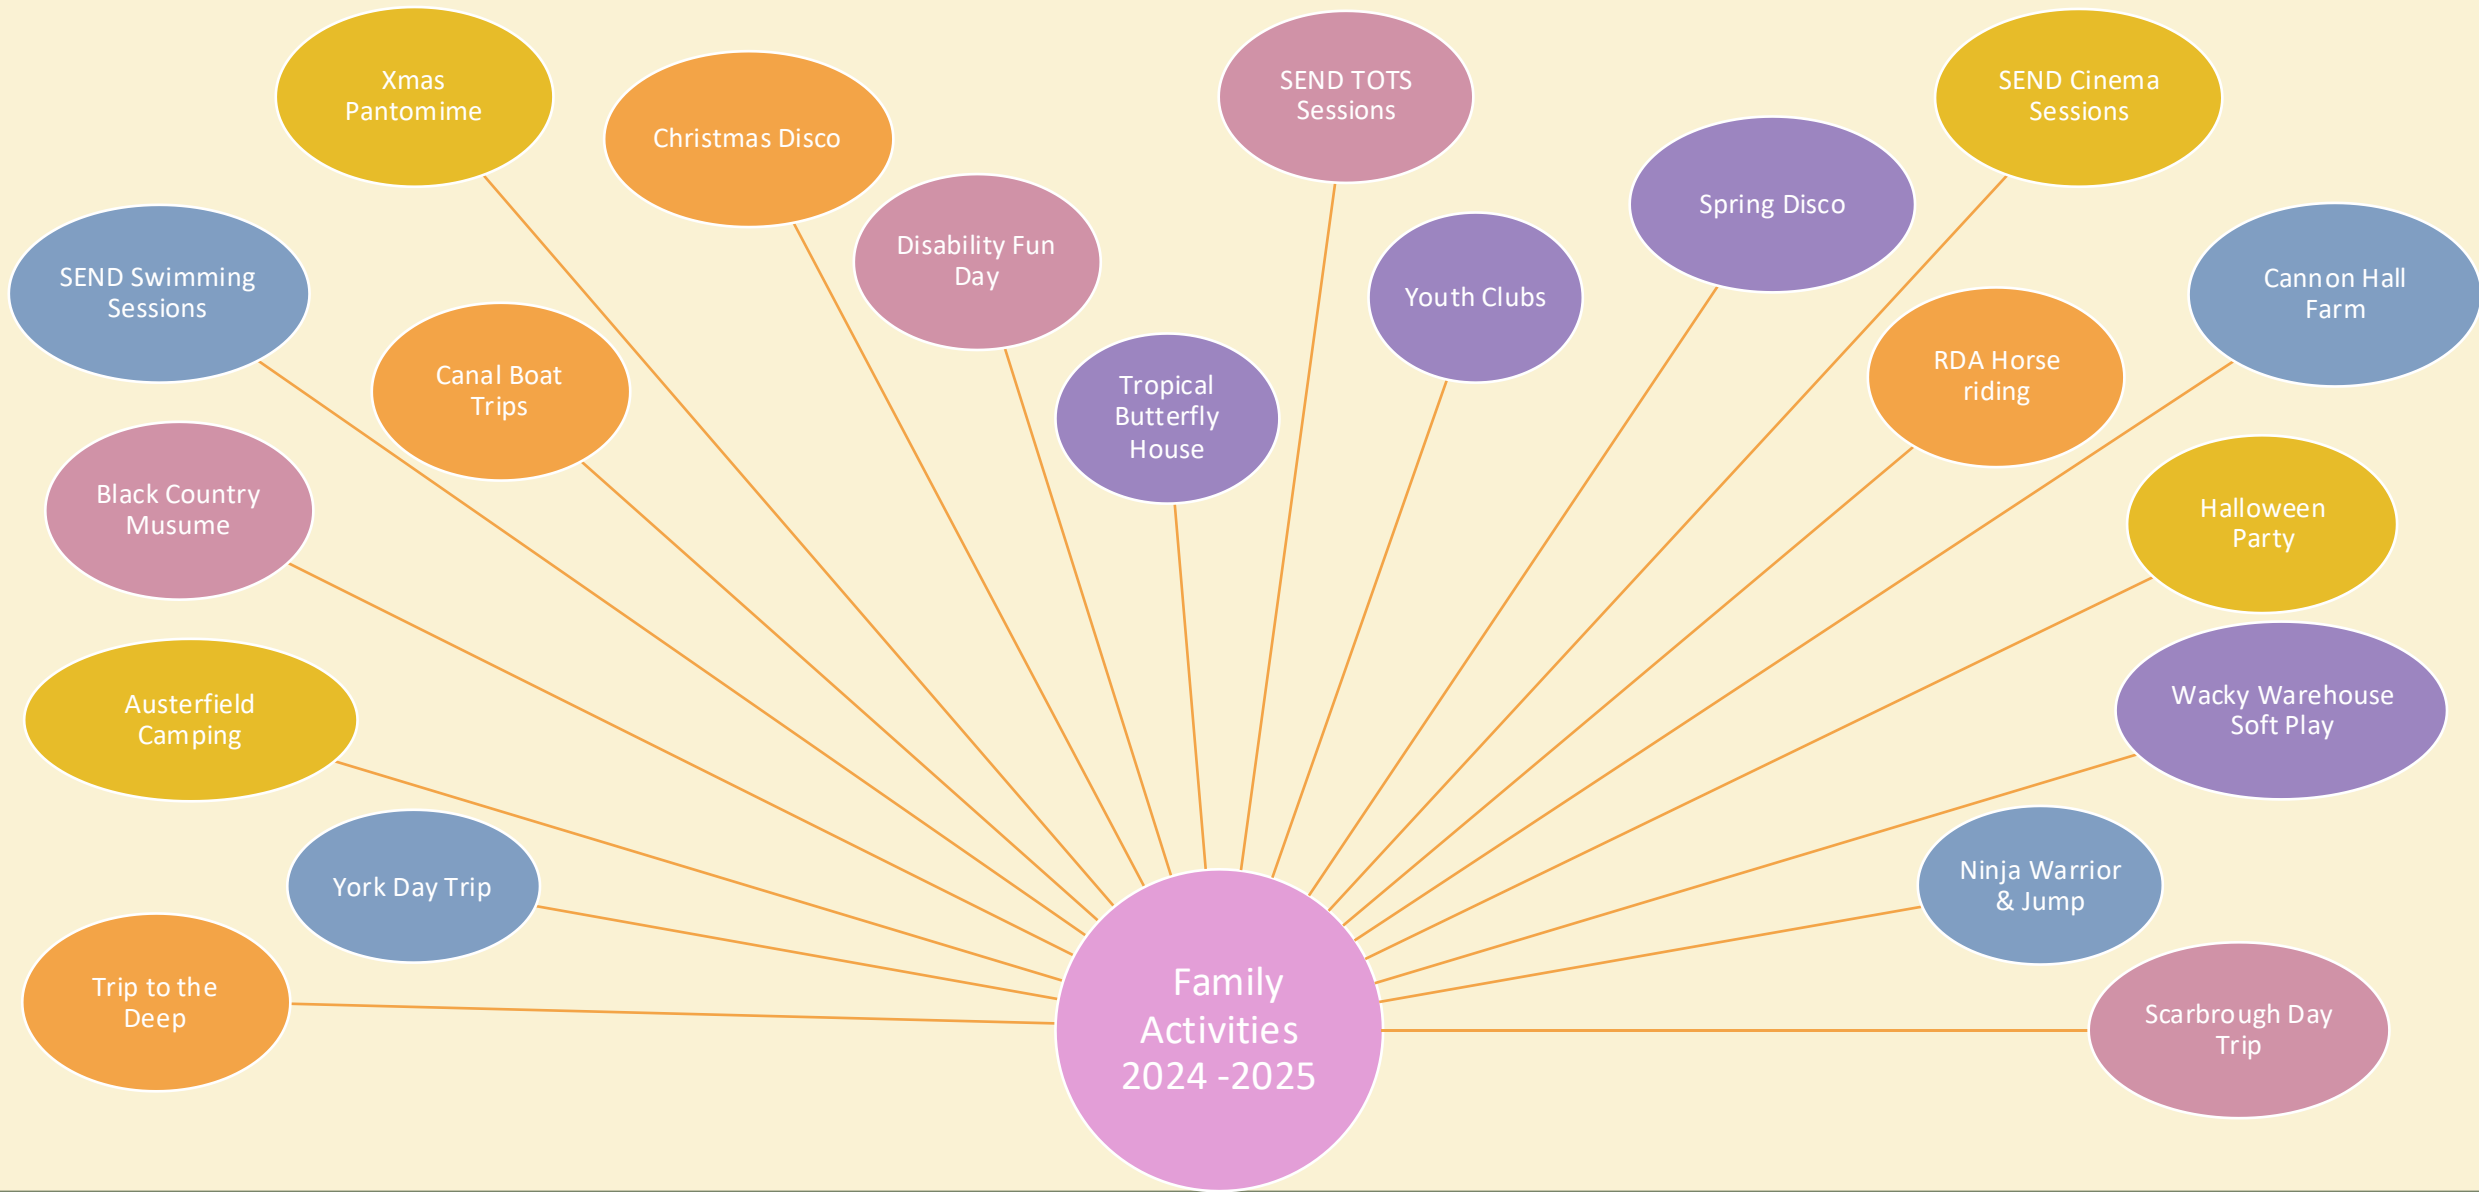 Xmas
Pantomime
Christmas Disco
SEND TOTS
Sessions
SEND Cinema
Sessions
Spring Disco
Disability Fun
Day
SEND Swimming
Sessions
Youth Clubs
Cannon Hall
Farm
Canal Boat
Trips
Tropical
Butterfly
House
RDA Horse
riding
Black Country
Musume
Halloween
Party
Austerfield
Camping
Wacky Warehouse
Soft Play
York Day Trip
Ninja Warrior
& Jump
Trip to the
Deep
Family
Activities
2024 -2025
Scarbrough Day
Trip